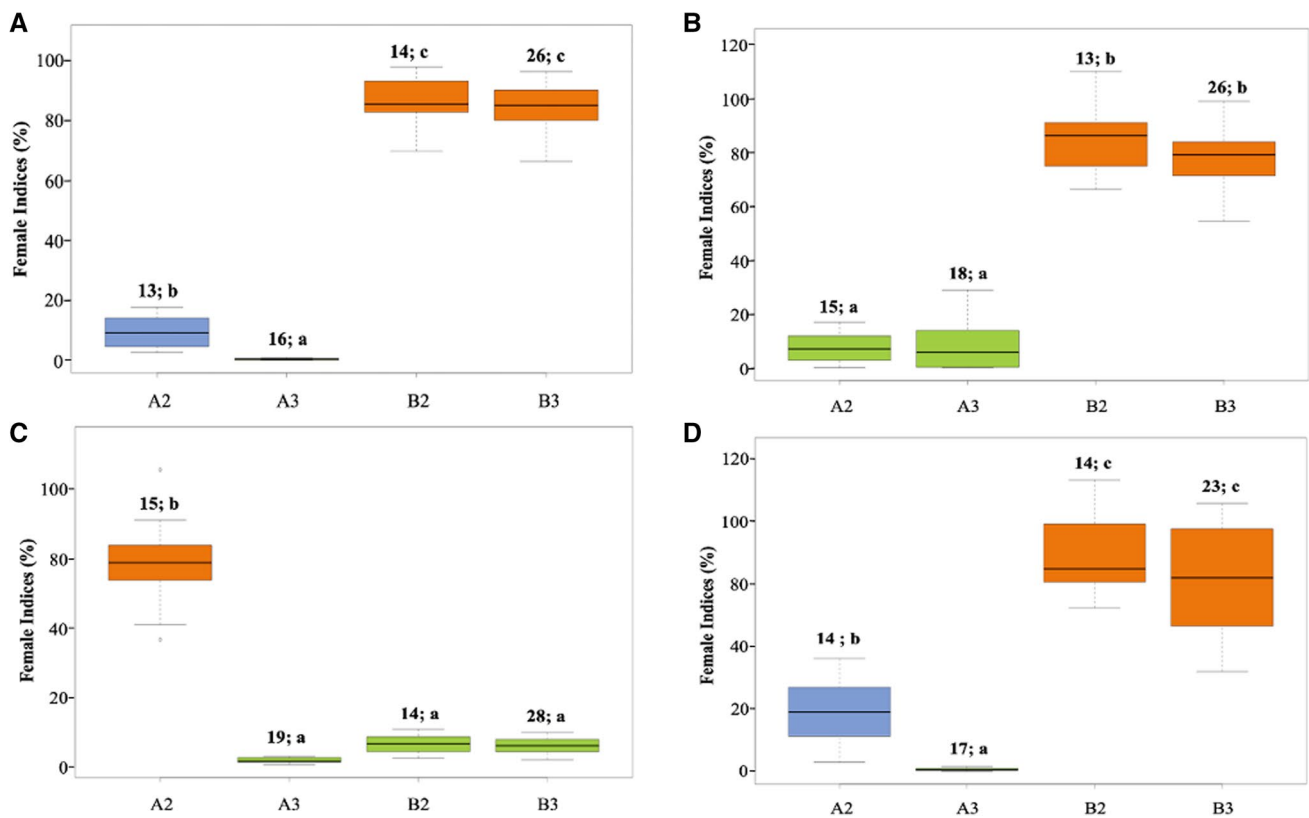 A
Female Indices (%)
100
80
60
40
20
0
13; b
16; a
14; c
26; c
A2
A3
B2
B3
B
Female Indices (%)
120
100
80
60
40
20
0
15; a
18; a
13; b
26; b
A2
A3
B2
B3
C
Female Indices (%)
100
80
40
20
0
15; b
19; a
14; a
28; a
A2
A3
B2
B3
D
Female Indices (%)
120
100
80
40
20
0
14 ; b
17; a
14; c
23; c
A2
A3
B2
B3